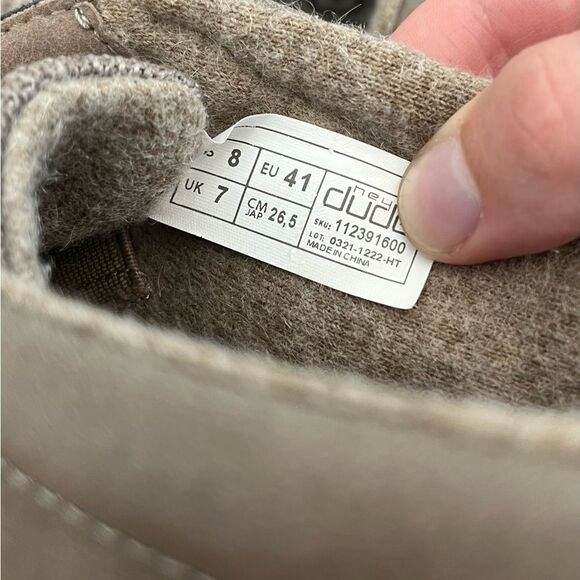 8 EU 41
UK 7 CM JAP 26,5
hey
dude
SKU: 112391600
LOT: 0321-1222-HT
MADE IN CHINA